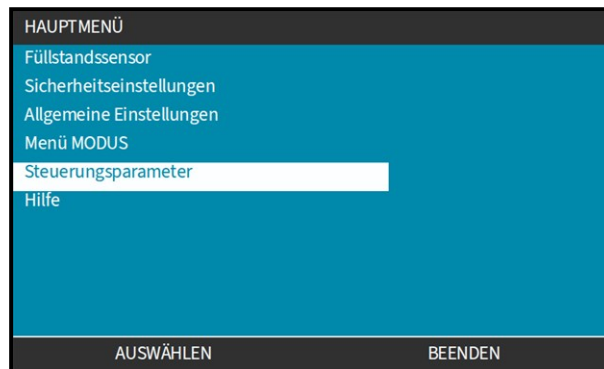 HAUPTMENÜ
Füllstandssensor
Sicherheitseinstellungen
Allgemeine Einstellungen
Menü MODUS
Steuerungsparameter
Hilfe
AUSWÄHLEN BEENDEN